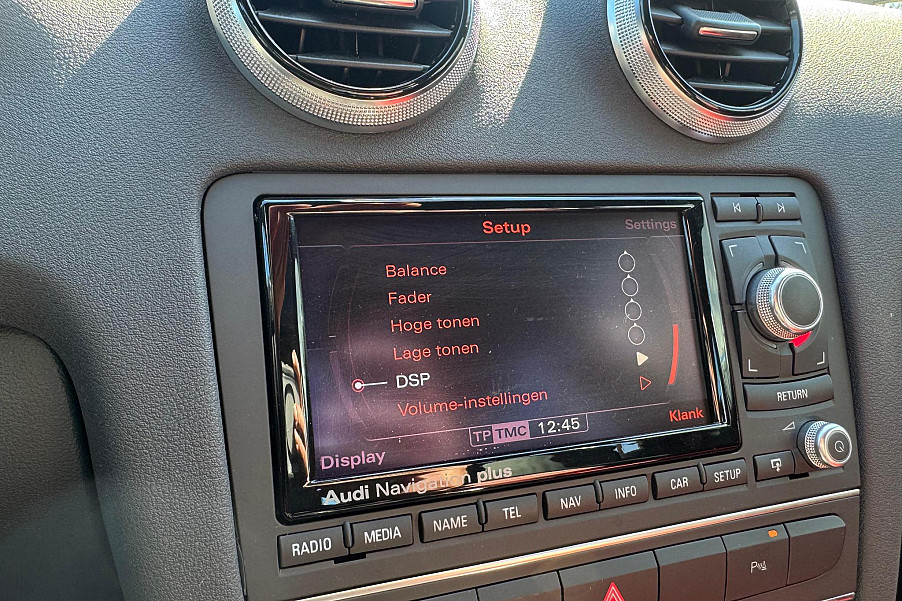 Setup
Settings
Balance
Fader
Hoge tonen
Lage tonen
DSP
Volume-instellingen
Klank
TP TMC 12:45
Display
Audi Navigation plus
RETURN
RADIO MEDIA NAME TEL NAV INFO CAR SETUP
P